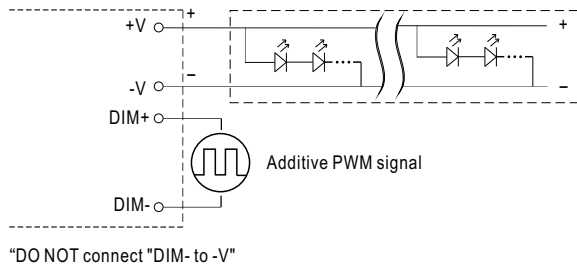 +V
+
+
-V
−
−
DIM+
Additive PWM signal
DIM-
“DO NOT connect "DIM- to -V"